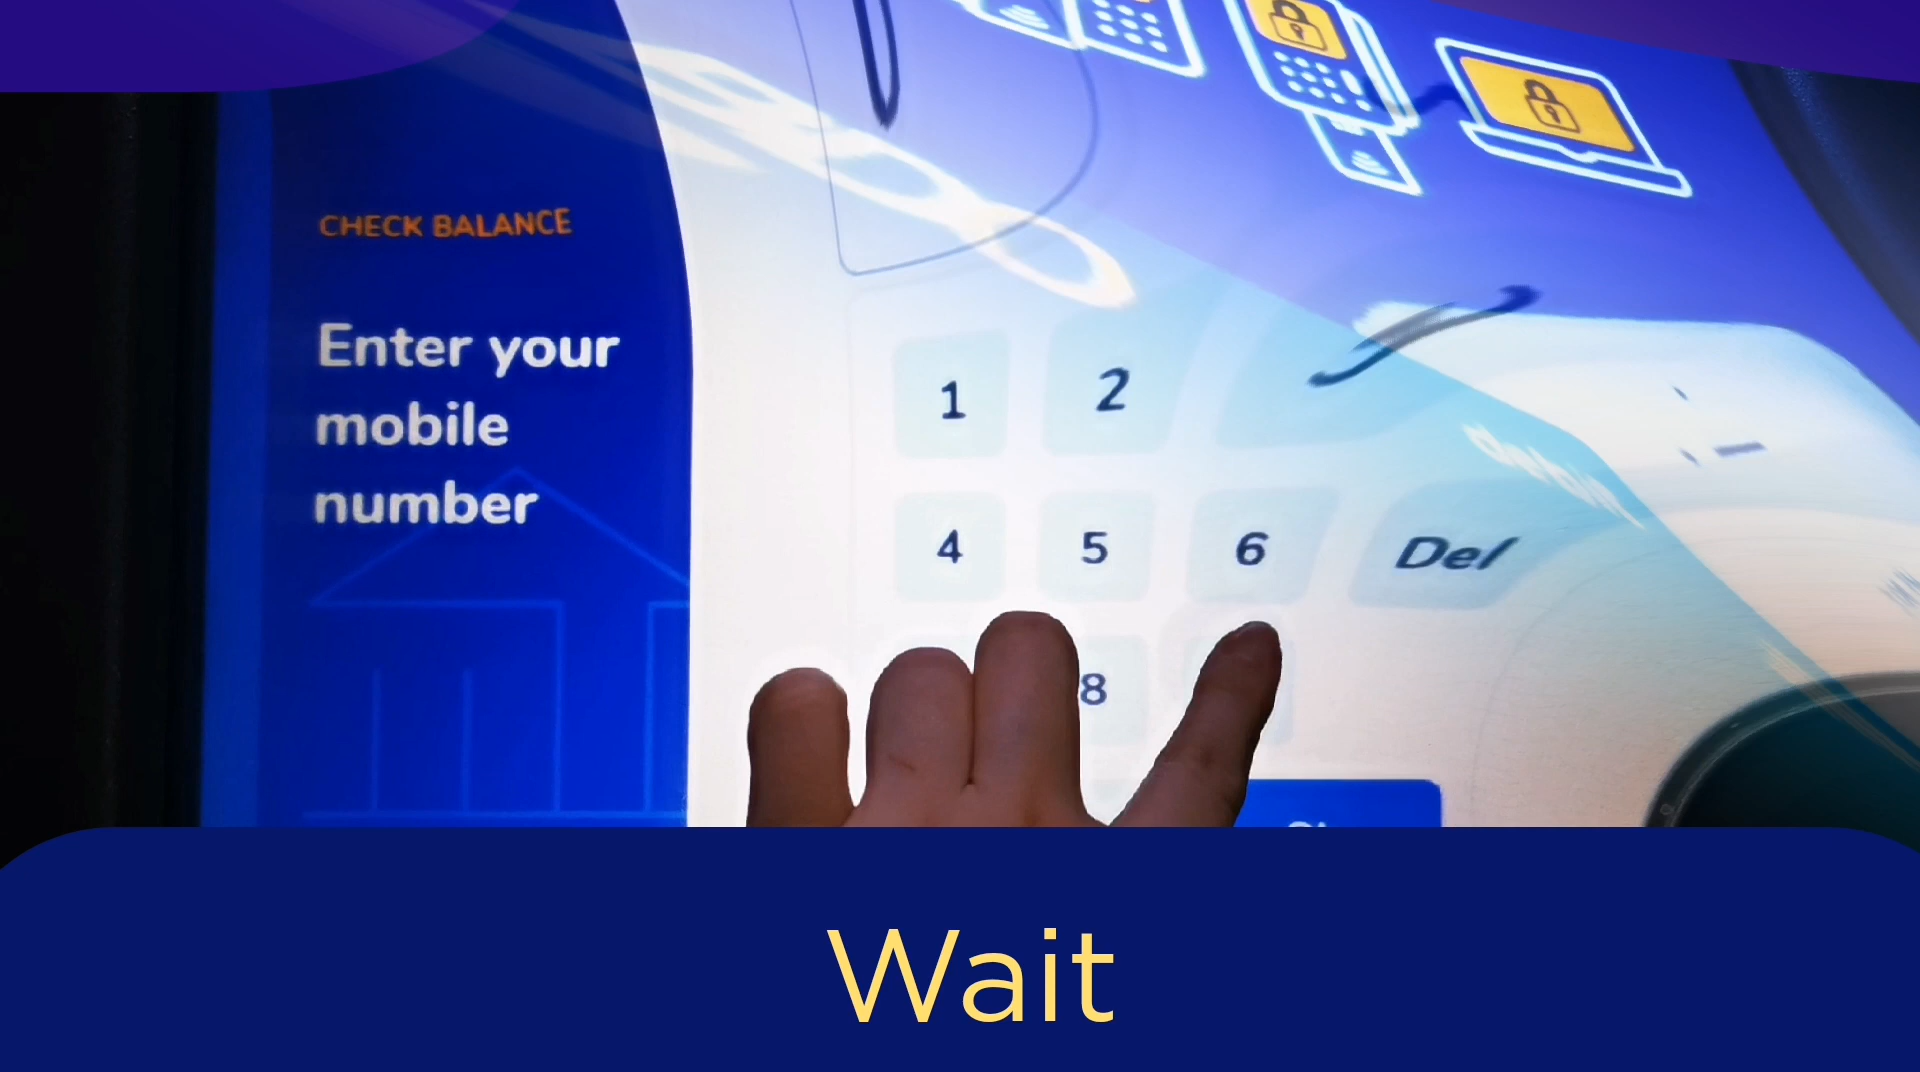 CHECK BALANCE
Enter your
mobile
number
1 2
4 5 6 Del
8
Wait